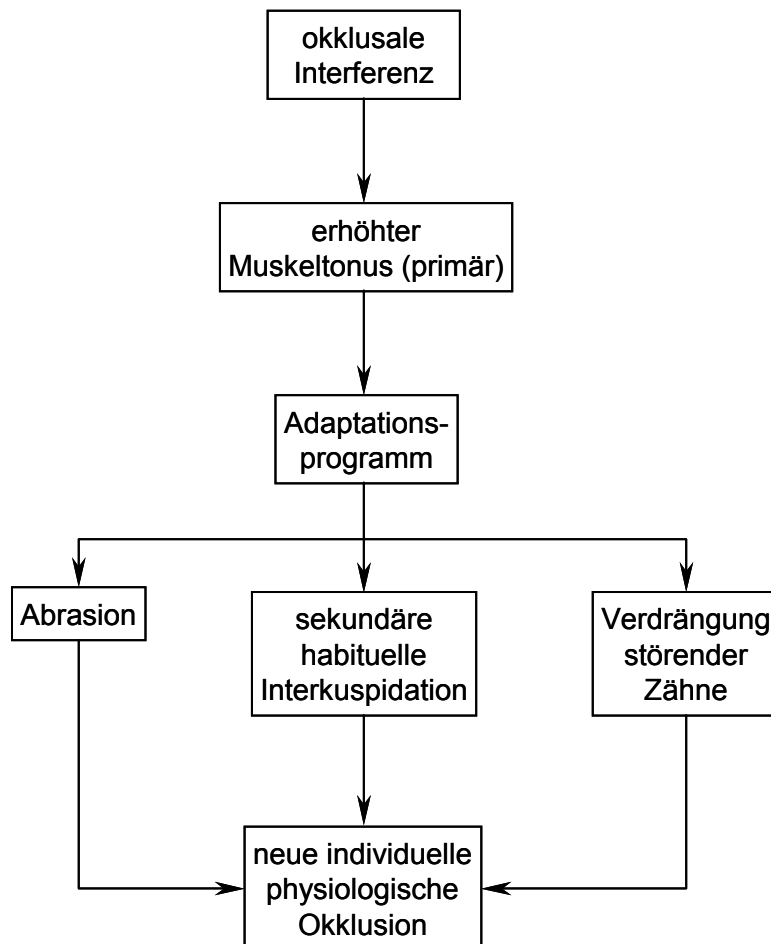 okklusale
Interferenz
erhöhter
Muskeltonus (primär)
Adaptations-
programm
Abrasion
sekundäre
habituelle
Interkuspidation
Verdrängung
störender
Zähne
neue individuelle
physiologische
Okklusion